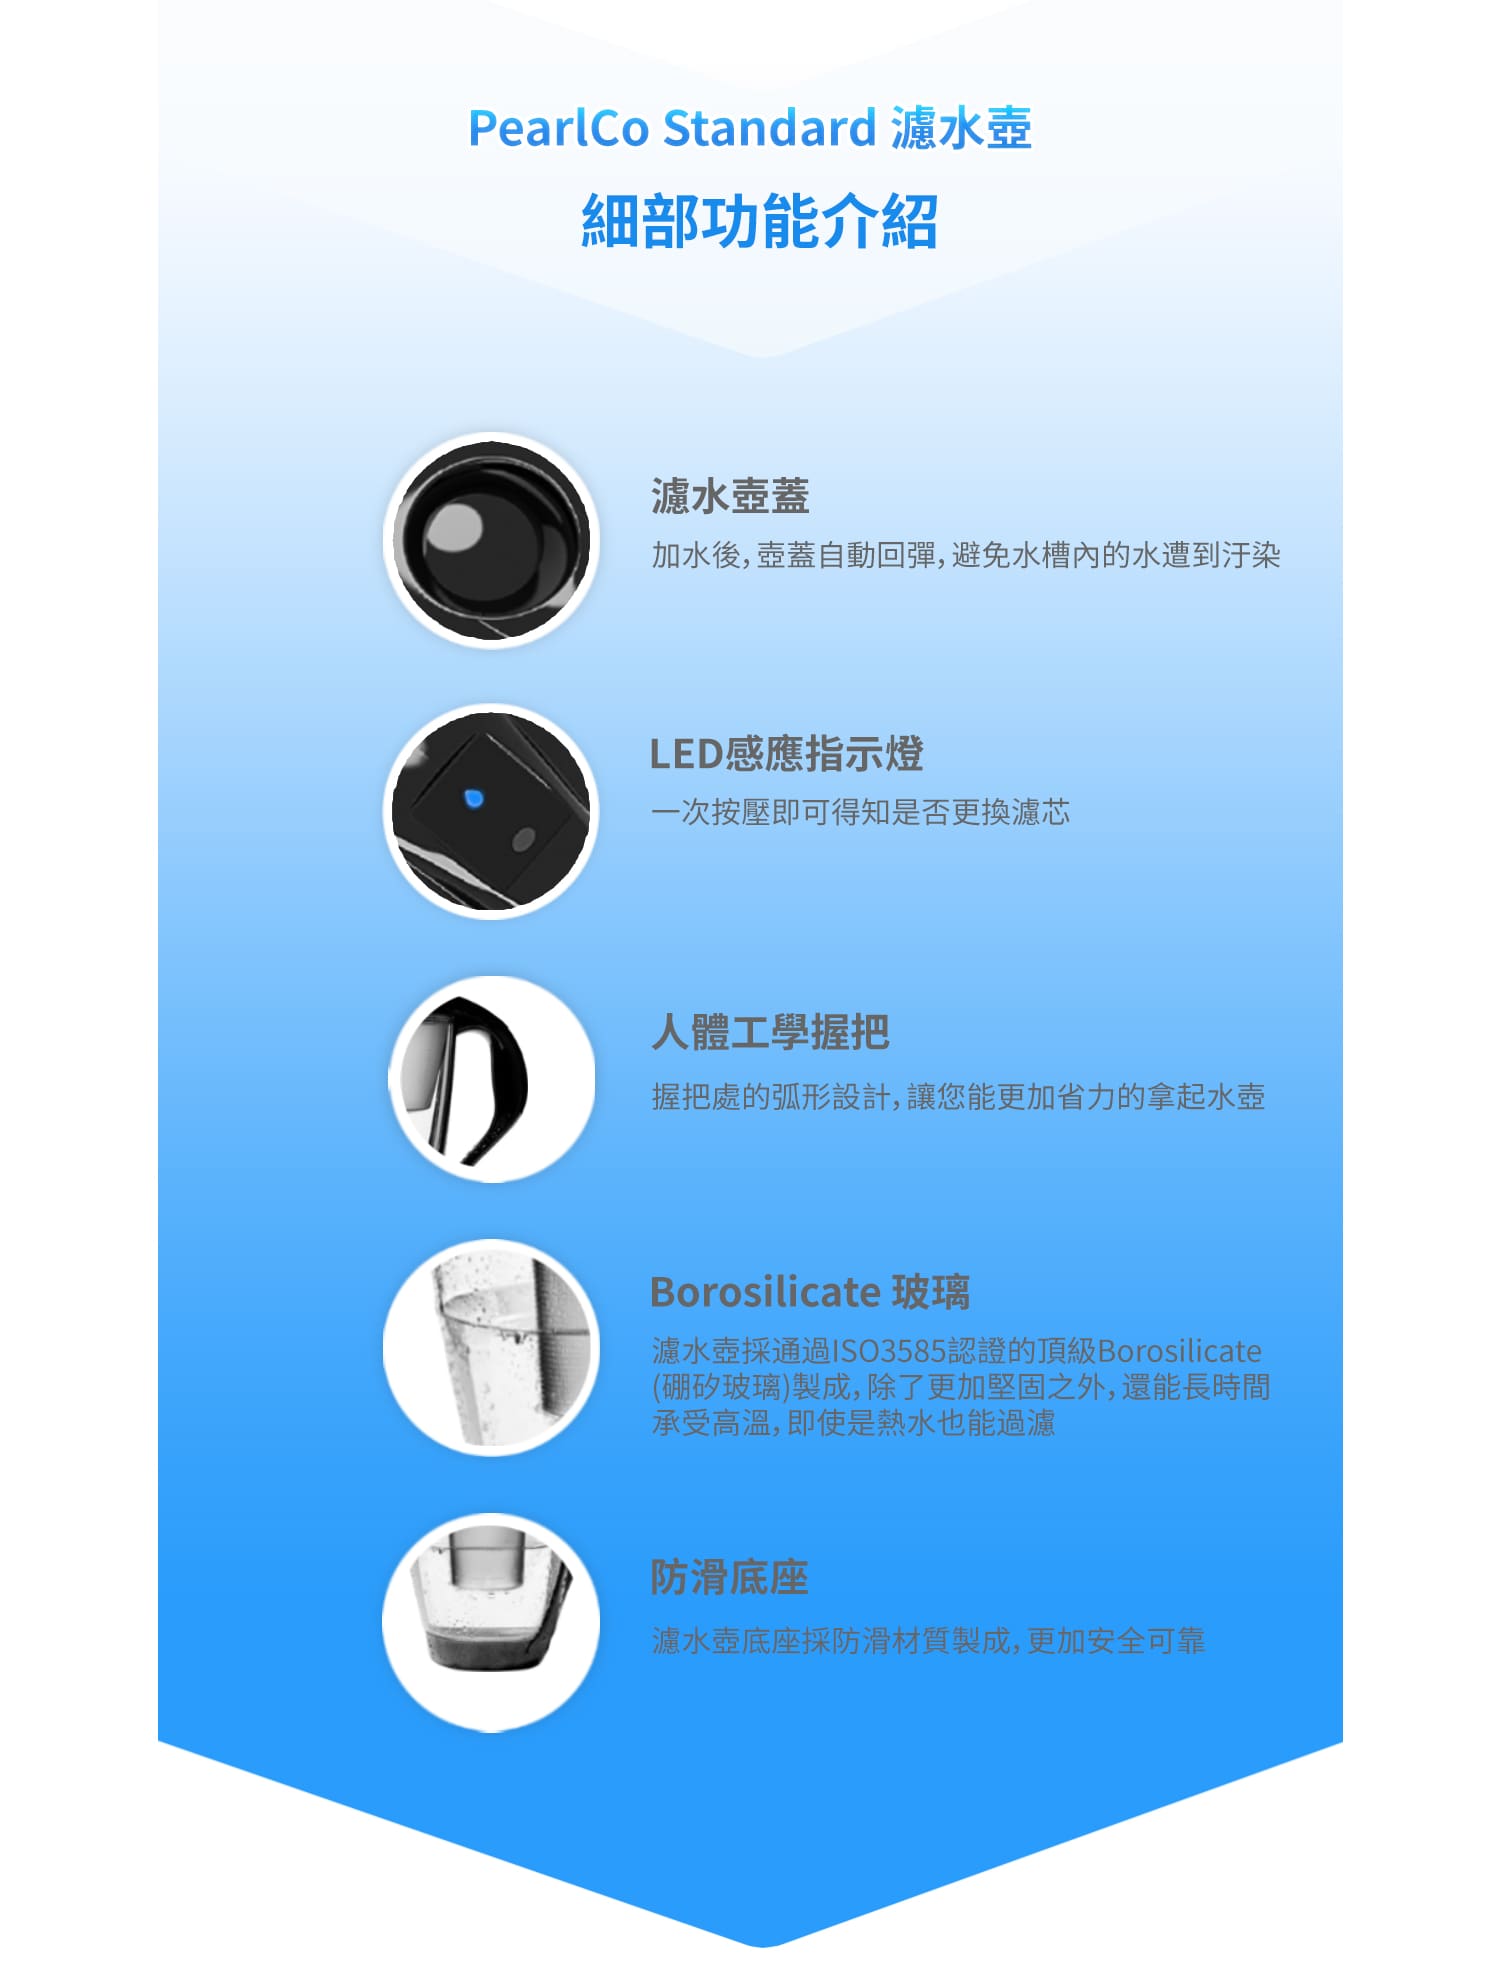 PearlCo Standard 濾水壺
細部功能介紹
濾水壺蓋
加水後，壺蓋自動回彈，避免水槽內的水遭到汙染
LED感應指示燈
一次按壓即可得知是否更換濾芯
人體工學握把
握把處的弧形設計，讓您能更加省力的拿起水壺
Borosilicate 玻璃
濾水壺採通過ISO3585認證的頂級Borosilicate
(硼矽玻璃)製成，除了更加堅固之外，還能長時間
承受高溫，即使是熱水也能過濾
防滑底座
濾水壺底座採防滑材質製成，更加安全可靠